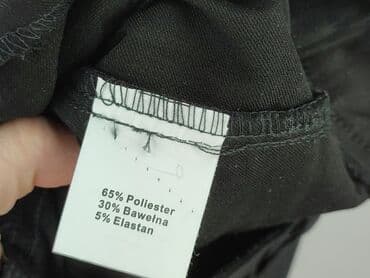 65% Poliester
30% Bawełna
5% Elastan